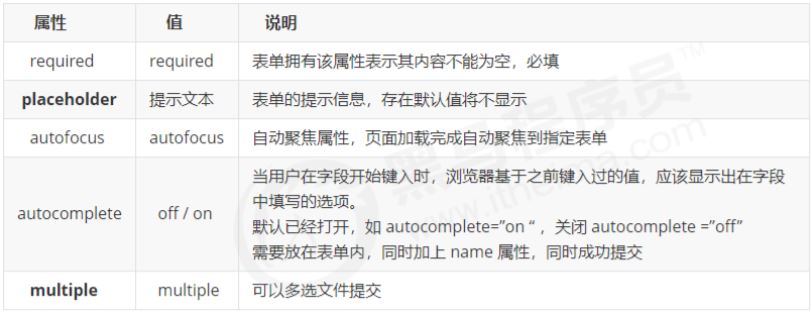 属性 值 说明
required required 表单拥有该属性表示其内容不能为空，必填
placeholder 提示文本 表单的提示信息，存在默认值将不显示
autofocus autofocus 自动聚焦属性，页面加载完成自动聚焦到指定表单
autocomplete off / on 当用户在字段开始键入时，浏览器基于之前键入过的值，应该显示出在字段
中填写的选项。
默认已经打开，如 autocomplete=”on “ ，关闭 autocomplete =”off”
需要放在表单内，同时加上 name 属性，同时成功提交
multiple multiple 可以多选文件提交
黑马程序员™
www.itheima.com